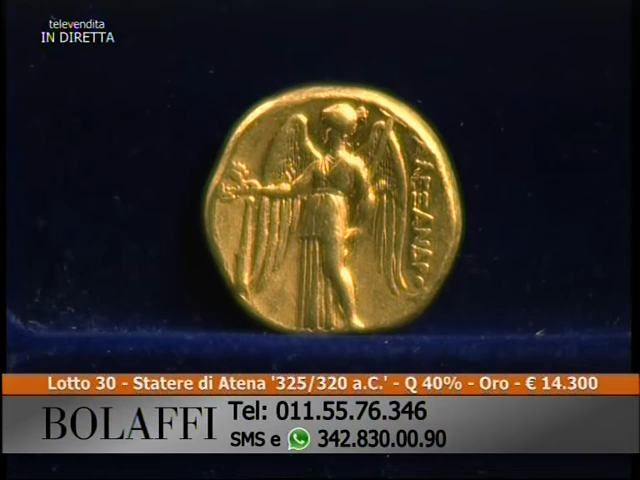 televendita
IN DIRETTA
ΑΛΕΞΑΝΔΡΟ
Lotto 30 - Statere di Atena '325/320 a.C.' - Q 40% - Oro - € 14.300
BOLAFFI
Tel: 011.55.76.346
SMS e 342.830.00.90